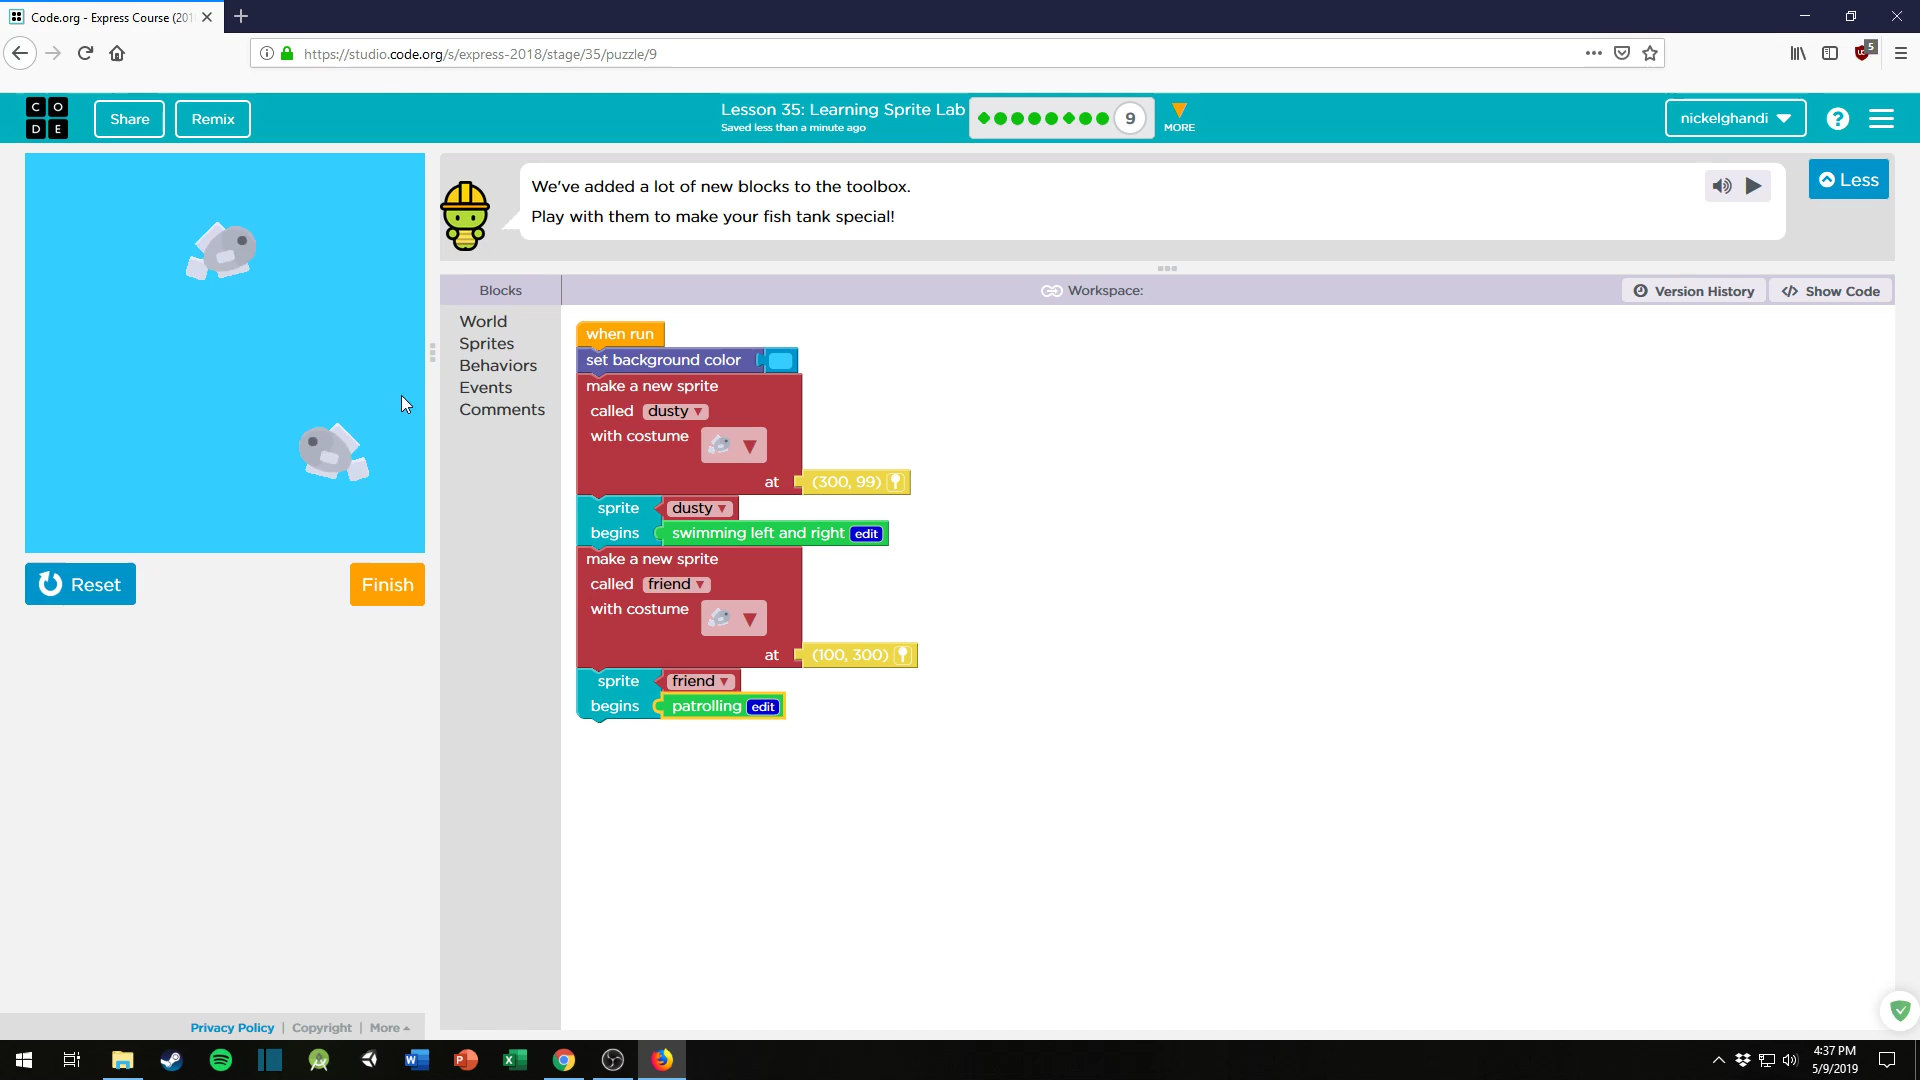 Code.org - Express Course (201
https://studio.code.org/s/express-2018/stage/35/puzzle/9
5
C O
D E
Share
Remix
Lesson 35: Learning Sprite Lab
Saved less than a minute ago
9
MORE
nickelghandi
?
We've added a lot of new blocks to the toolbox.
Play with them to make your fish tank special!
Less
Blocks
Workspace:
Version History
Show Code
World
Sprites
Behaviors
Events
Comments
when run
set background color
make a new sprite
called dusty
with costume
at (300, 99)
sprite dusty
begins swimming left and right edit
make a new sprite
called friend
with costume
at (100, 300)
sprite friend
begins patrolling edit
Reset
Finish
Privacy Policy | Copyright | More
4:37 PM
5/9/2019